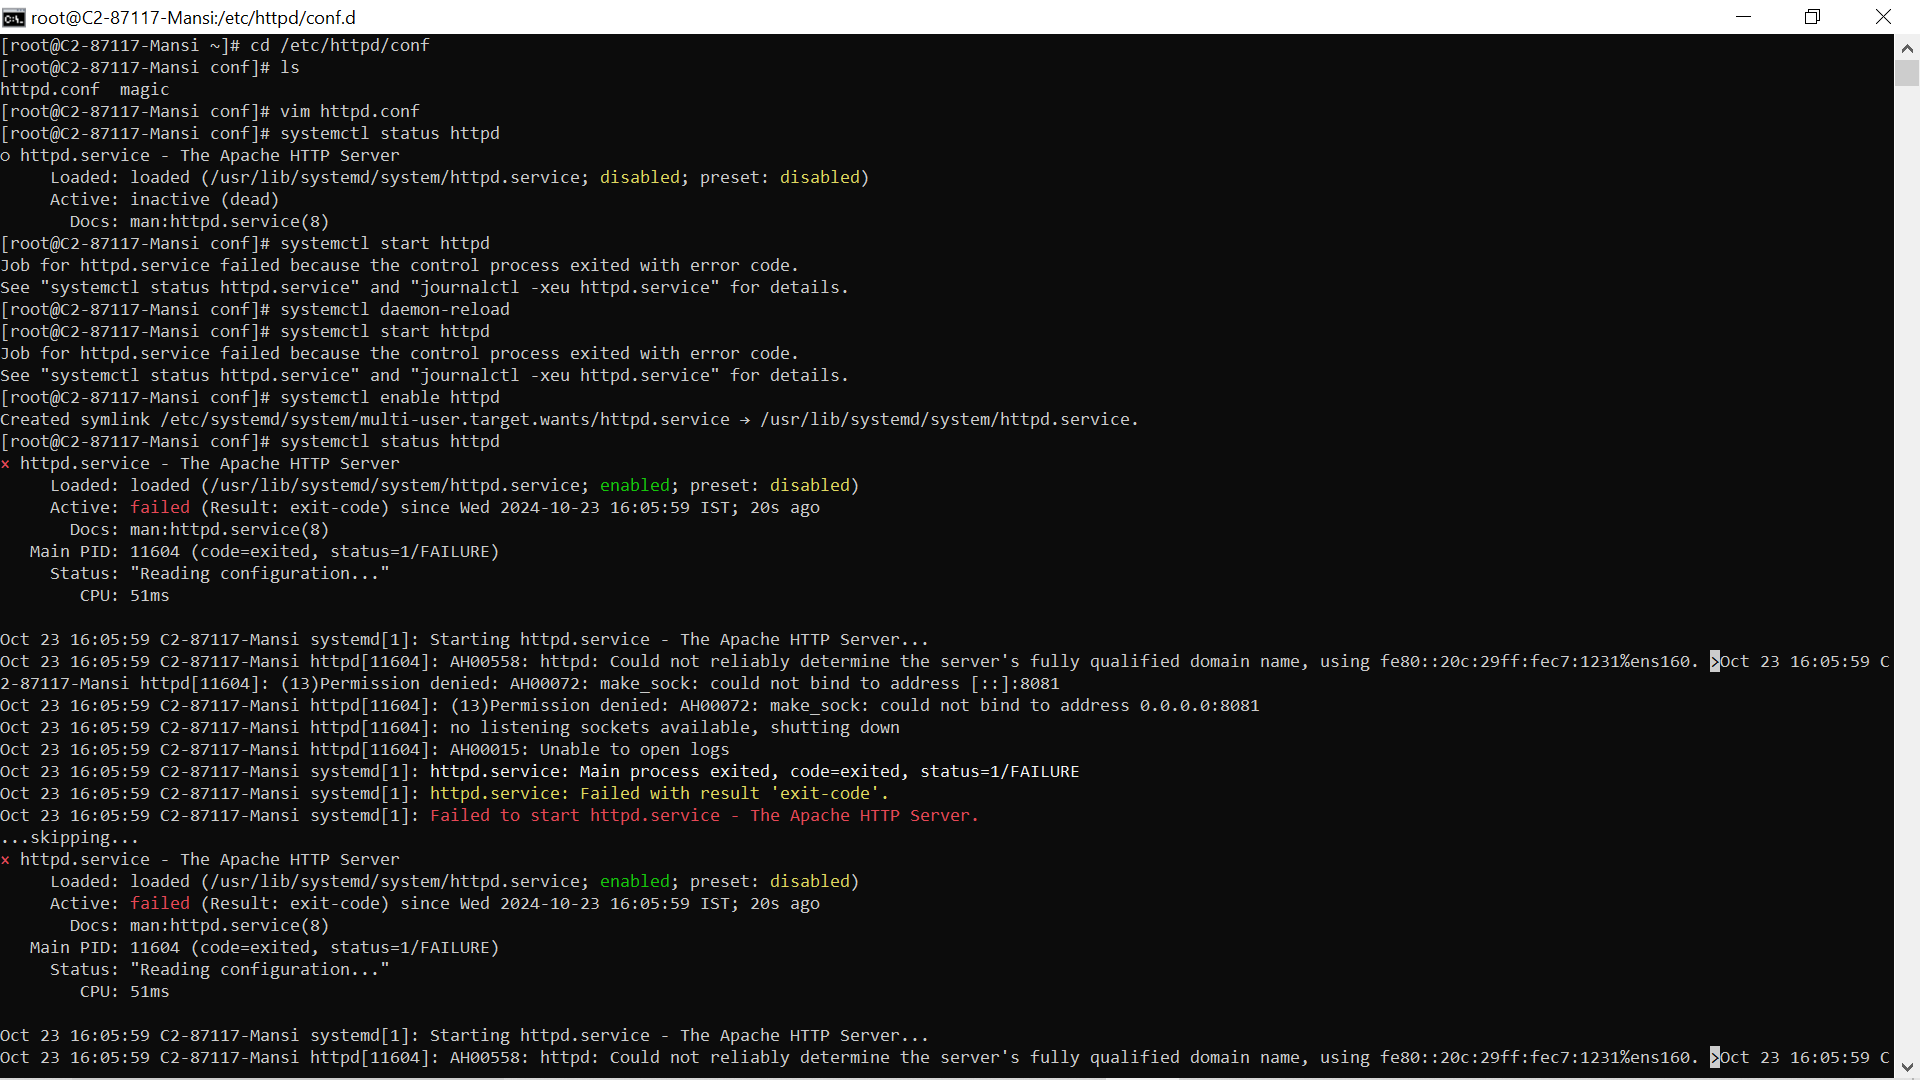 root@C2-87117-Mansi:/etc/httpd/conf.d
[root@C2-87117-Mansi ~]# cd /etc/httpd/conf
[root@C2-87117-Mansi conf]# ls
httpd.conf  magic
[root@C2-87117-Mansi conf]# vim httpd.conf
[root@C2-87117-Mansi conf]# systemctl status httpd
○ httpd.service - The Apache HTTP Server
     Loaded: loaded (/usr/lib/systemd/system/httpd.service; disabled; preset: disabled)
     Active: inactive (dead)
       Docs: man:httpd.service(8)
[root@C2-87117-Mansi conf]# systemctl start httpd
Job for httpd.service failed because the control process exited with error code.
See "systemctl status httpd.service" and "journalctl -xeu httpd.service" for details.
[root@C2-87117-Mansi conf]# systemctl daemon-reload
[root@C2-87117-Mansi conf]# systemctl start httpd
Job for httpd.service failed because the control process exited with error code.
See "systemctl status httpd.service" and "journalctl -xeu httpd.service" for details.
[root@C2-87117-Mansi conf]# systemctl enable httpd
Created symlink /etc/systemd/system/multi-user.target.wants/httpd.service → /usr/lib/systemd/system/httpd.service.
[root@C2-87117-Mansi conf]# systemctl status httpd
× httpd.service - The Apache HTTP Server
     Loaded: loaded (/usr/lib/systemd/system/httpd.service; enabled; preset: disabled)
     Active: failed (Result: exit-code) since Wed 2024-10-23 16:05:59 IST; 20s ago
       Docs: man:httpd.service(8)
   Main PID: 11604 (code=exited, status=1/FAILURE)
     Status: "Reading configuration..."
        CPU: 51ms
Oct 23 16:05:59 C2-87117-Mansi systemd[1]: Starting httpd.service - The Apache HTTP Server...
Oct 23 16:05:59 C2-87117-Mansi httpd[11604]: AH00558: httpd: Could not reliably determine the server's fully qualified domain name, using fe80::20c:29ff:fec7:1231%ens160. >Oct 23 16:05:59 C
2-87117-Mansi httpd[11604]: (13)Permission denied: AH00072: make_sock: could not bind to address [::]:8081
Oct 23 16:05:59 C2-87117-Mansi httpd[11604]: (13)Permission denied: AH00072: make_sock: could not bind to address 0.0.0.0:8081
Oct 23 16:05:59 C2-87117-Mansi httpd[11604]: no listening sockets available, shutting down
Oct 23 16:05:59 C2-87117-Mansi httpd[11604]: AH00015: Unable to open logs
Oct 23 16:05:59 C2-87117-Mansi systemd[1]: httpd.service: Main process exited, code=exited, status=1/FAILURE
Oct 23 16:05:59 C2-87117-Mansi systemd[1]: httpd.service: Failed with result 'exit-code'.
Oct 23 16:05:59 C2-87117-Mansi systemd[1]: Failed to start httpd.service - The Apache HTTP Server.
...skipping...
× httpd.service - The Apache HTTP Server
     Loaded: loaded (/usr/lib/systemd/system/httpd.service; enabled; preset: disabled)
     Active: failed (Result: exit-code) since Wed 2024-10-23 16:05:59 IST; 20s ago
       Docs: man:httpd.service(8)
   Main PID: 11604 (code=exited, status=1/FAILURE)
     Status: "Reading configuration..."
        CPU: 51ms
Oct 23 16:05:59 C2-87117-Mansi systemd[1]: Starting httpd.service - The Apache HTTP Server...
Oct 23 16:05:59 C2-87117-Mansi httpd[11604]: AH00558: httpd: Could not reliably determine the server's fully qualified domain name, using fe80::20c:29ff:fec7:1231%ens160. >Oct 23 16:05:59 C